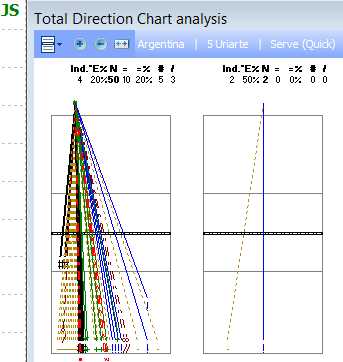 JS
Total Direction Chart analysis
Argentina | 5 Uriarte | Serve (Quick)
Ind. "E% N = =% # /
4 20% 50 10 20% 5 3
Ind. "E% N = =% # /
2 50% 2 0 0% 0 0